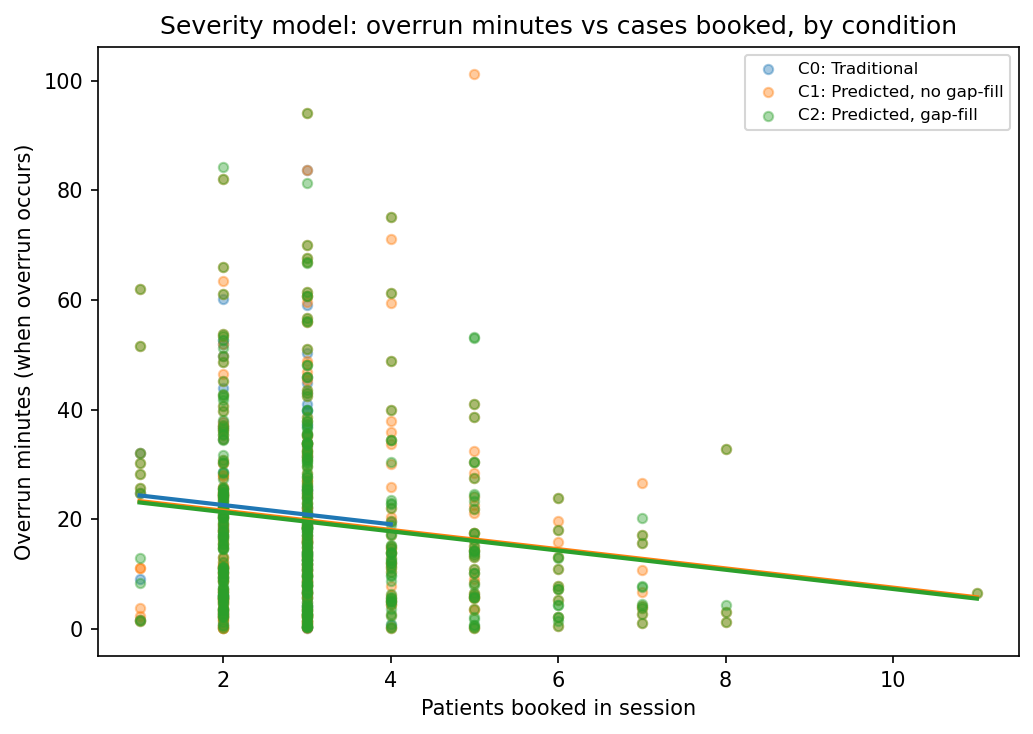 Severity model: overrun minutes vs cases booked, by condition
C0: Traditional
C1: Predicted, no gap-fill
C2: Predicted, gap-fill
Overrun minutes (when overrun occurs)
100
80
60
40
20
0
2 4 6 8 10
Patients booked in session